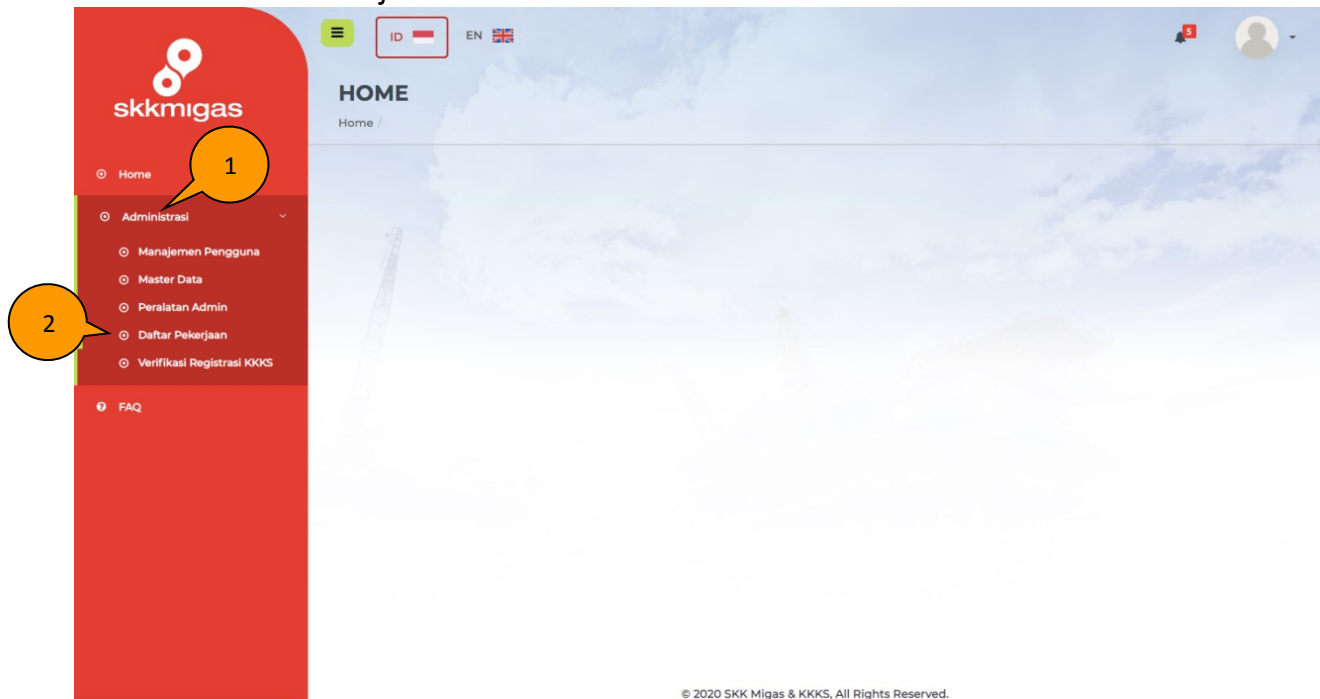 ID EN 5
skkmigas
HOME
Home /
Home
1
Administrasi
Manajemen Pengguna
Master Data
Peralatan Admin
2
Daftar Pekerjaan
Verifikasi Registrasi KKKS
FAQ
© 2020 SKK Migas & KKKS, All Rights Reserved.